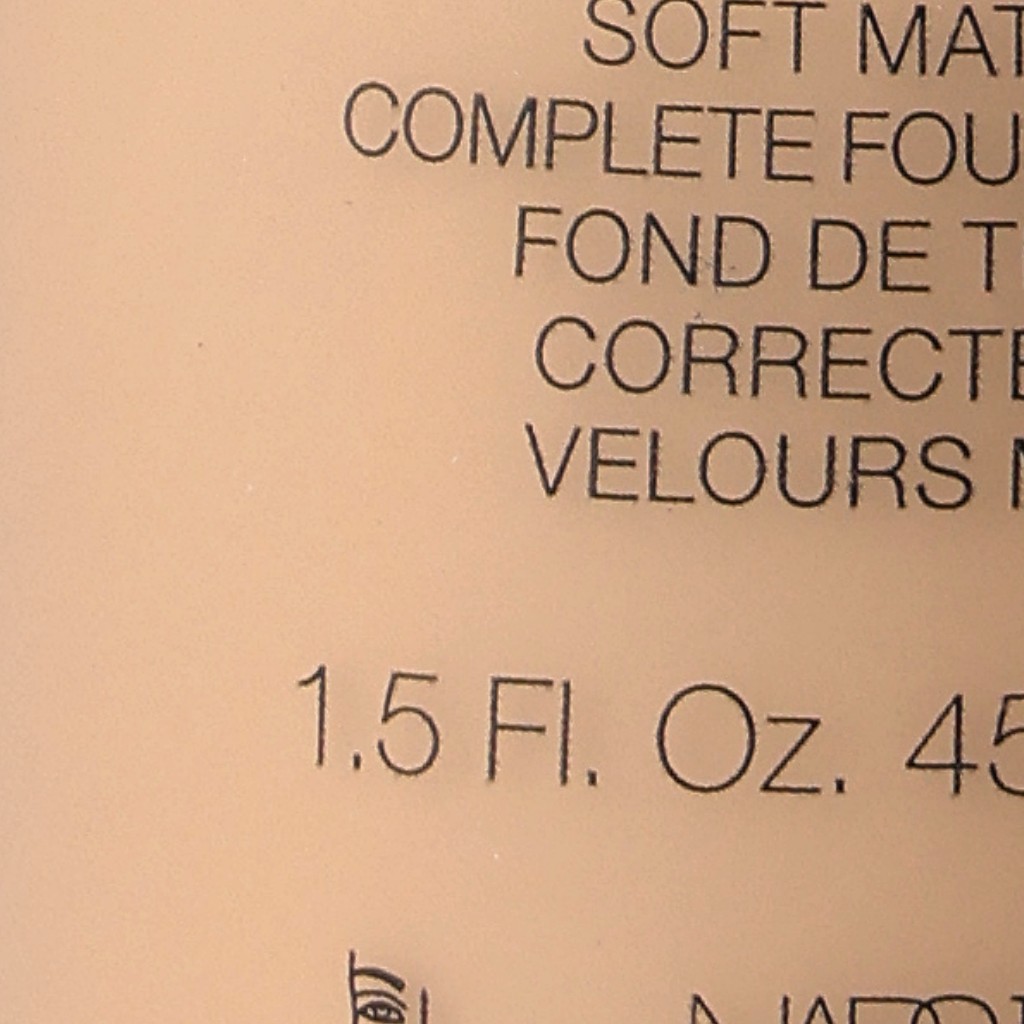 SOFT MAT
COMPLETE FOU
FOND DE T
CORRECTE
VELOURS
1.5 Fl. Oz. 45